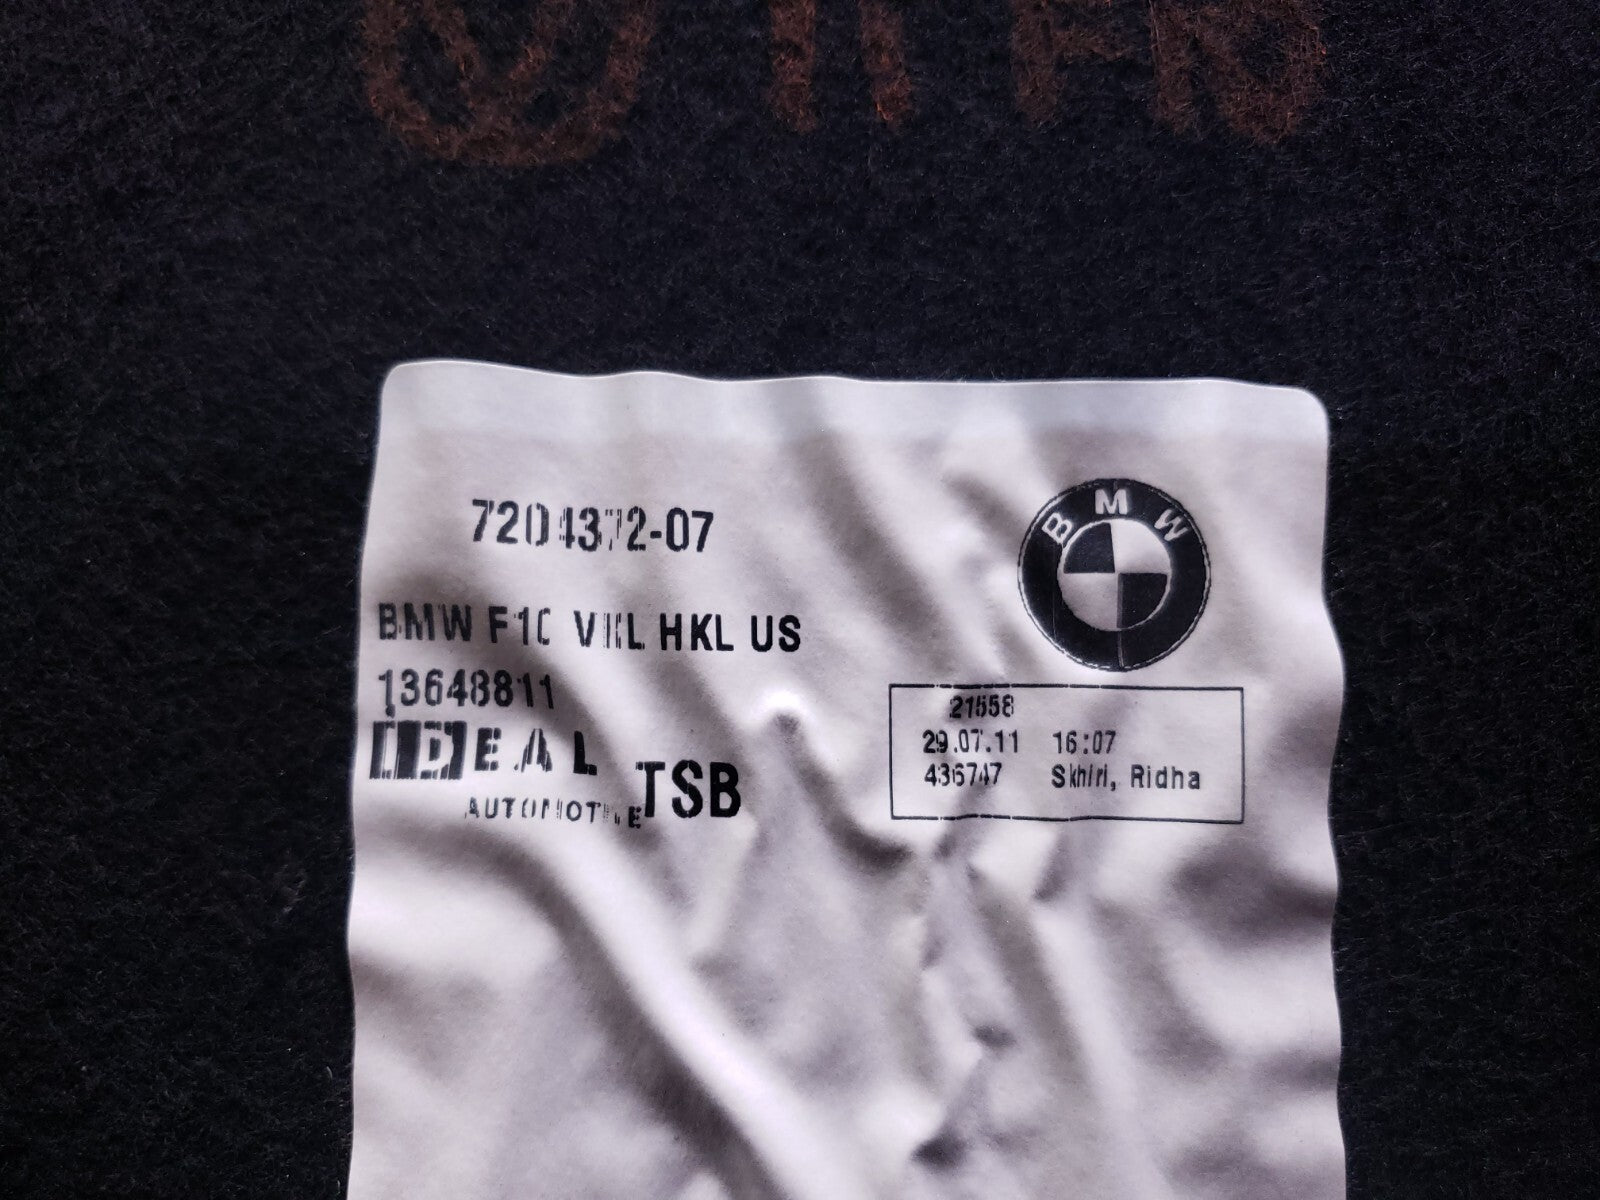 7204372-07
BMW
BMW F10 VHL HKL US
13648811
IDEAL
AUTOMOTIVE
TSB
21558
29.07.11 16:07
436747 Skhiri, Ridha